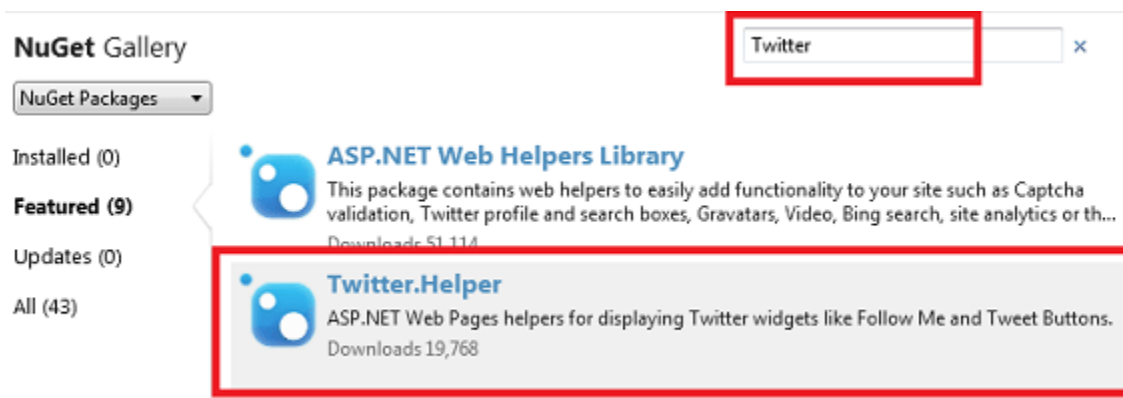 NuGet Gallery
Twitter
×
NuGet Packages
Installed (0)
Featured (9)
Updates (0)
All (43)
ASP.NET Web Helpers Library
This package contains web helpers to easily add functionality to your site such as Captcha
validation, Twitter profile and search boxes, Gravatars, Video, Bing search, site analytics or th...
Downloads 51,114
Twitter.Helper
ASP.NET Web Pages helpers for displaying Twitter widgets like Follow Me and Tweet Buttons.
Downloads 19,768